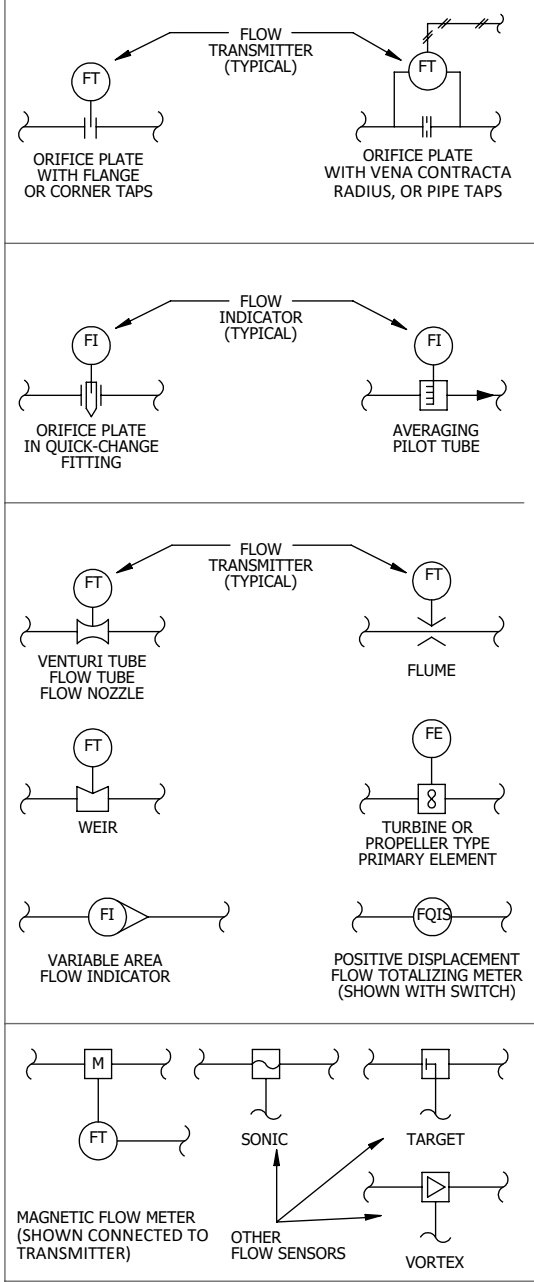 FLOW
TRANSMITTER
(TYPICAL)
FT
FT
ORIFICE PLATE
WITH FLANGE
OR CORNER TAPS
ORIFICE PLATE
WITH VENA CONTRACTA
RADIUS, OR PIPE TAPS
FLOW
INDICATOR
(TYPICAL)
FI
FI
ORIFICE PLATE
IN QUICK-CHANGE
FITTING
AVERAGING
PILOT TUBE
FLOW
TRANSMITTER
(TYPICAL)
FT
FT
VENTURI TUBE
FLOW TUBE
FLOW NOZZLE
FLUME
FT
FE
WEIR
TURBINE OR
PROPELLER TYPE
PRIMARY ELEMENT
FI
FQIS
VARIABLE AREA
FLOW INDICATOR
POSITIVE DISPLACEMENT
FLOW TOTALIZING METER
(SHOWN WITH SWITCH)
M
FT
SONIC
TARGET
MAGNETIC FLOW METER
(SHOWN CONNECTED TO
TRANSMITTER)
OTHER
FLOW SENSORS
VORTEX